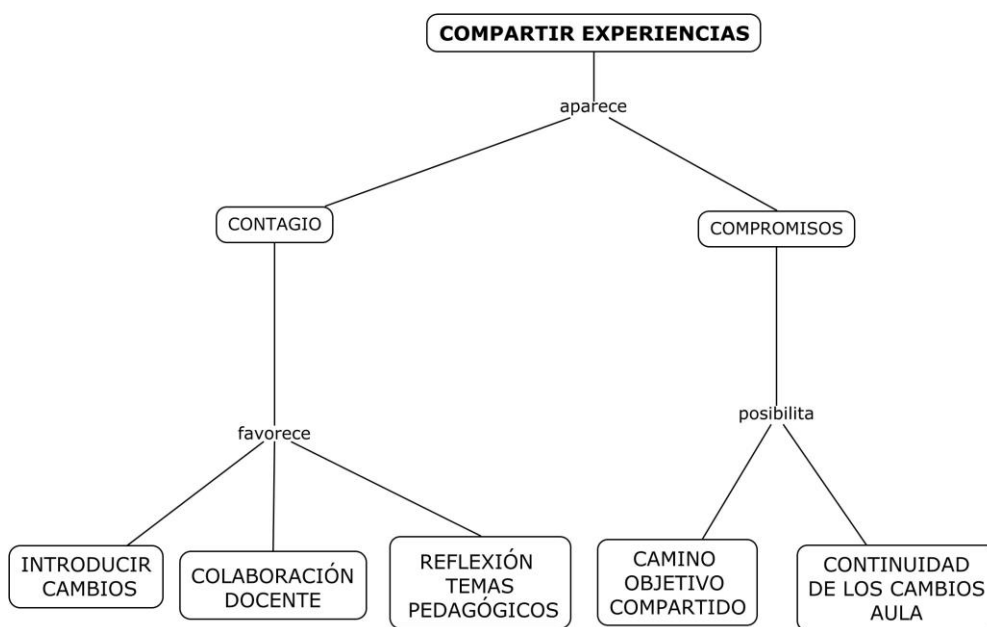 COMPARTIR EXPERIENCIAS
aparece
CONTAGIO
COMPROMISOS
favorece
posibilita
INTRODUCIR
CAMBIOS
COLABORACIÓN
DOCENTE
REFLEXIÓN
TEMAS
PEDAGÓGICOS
CAMINO
OBJETIVO
COMPARTIDO
CONTINUIDAD
DE LOS CAMBIOS
AULA